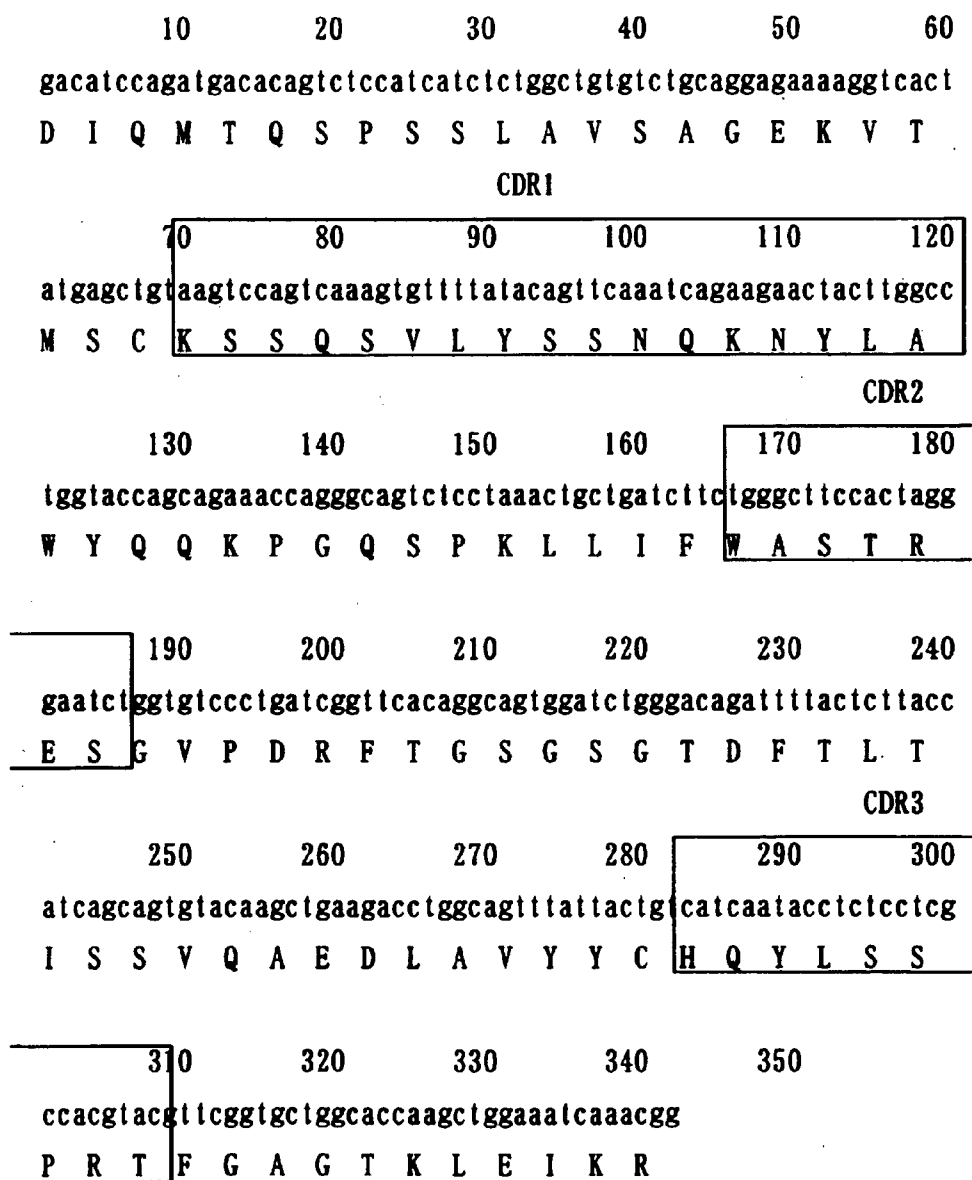 10 20 30 40 50 60
gacatccagatgacacagtctccatcatctctggctgtgtctgcaggagaaaaggtcact
D I Q M T Q S P S S L A V S A G E K V T
CDR1
70 80 90 100 110 120
atgagctgtaagtccagtcaaagtgttttatacagttcaaatcagaagaactacttggcc
M S C K S S Q S V L Y S S N Q K N Y L A
CDR2
130 140 150 160 170 180
tggtaccagcagaaaccagggcagtctcctaaactgctgatcttctgggcttccactagg
W Y Q Q K P G Q S P K L L I F W A S T R
190 200 210 220 230 240
gaatctggtgtccctgatcggttcacaggcagtggatctgggacagattttactcttacc
E S G V P D R F T G S G S G T D F T L T
CDR3
250 260 270 280 290 300
atcagcagtgtacaagctgaagacctggcagtttattactgtcatcaatacctctcctcg
I S S V Q A E D L A V Y Y C H Q Y L S S
310 320 330 340 350
ccacgtacgttcggtgctggcaccaagctggaaatcaaacgg
P R T F G A G T K L E I K R